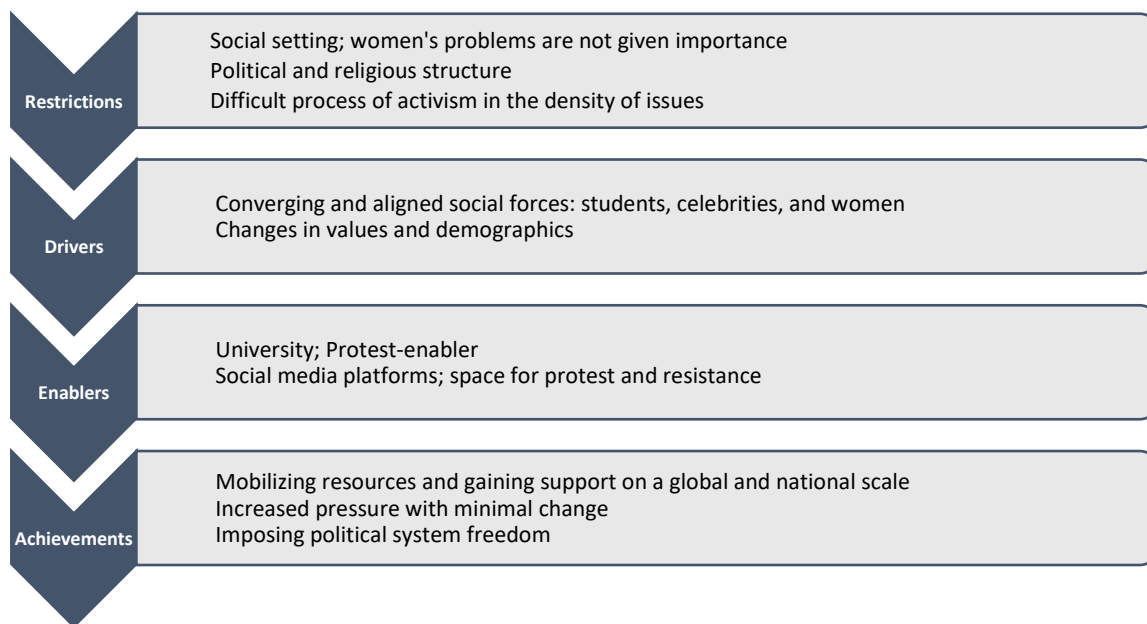 Restrictions
Social setting; women's problems are not given importance
Political and religious structure
Difficult process of activism in the density of issues
Drivers
Converging and aligned social forces: students, celebrities, and women
Changes in values and demographics
Enablers
University; Protest-enabler
Social media platforms; space for protest and resistance
Achievements
Mobilizing resources and gaining support on a global and national scale
Increased pressure with minimal change
Imposing political system freedom